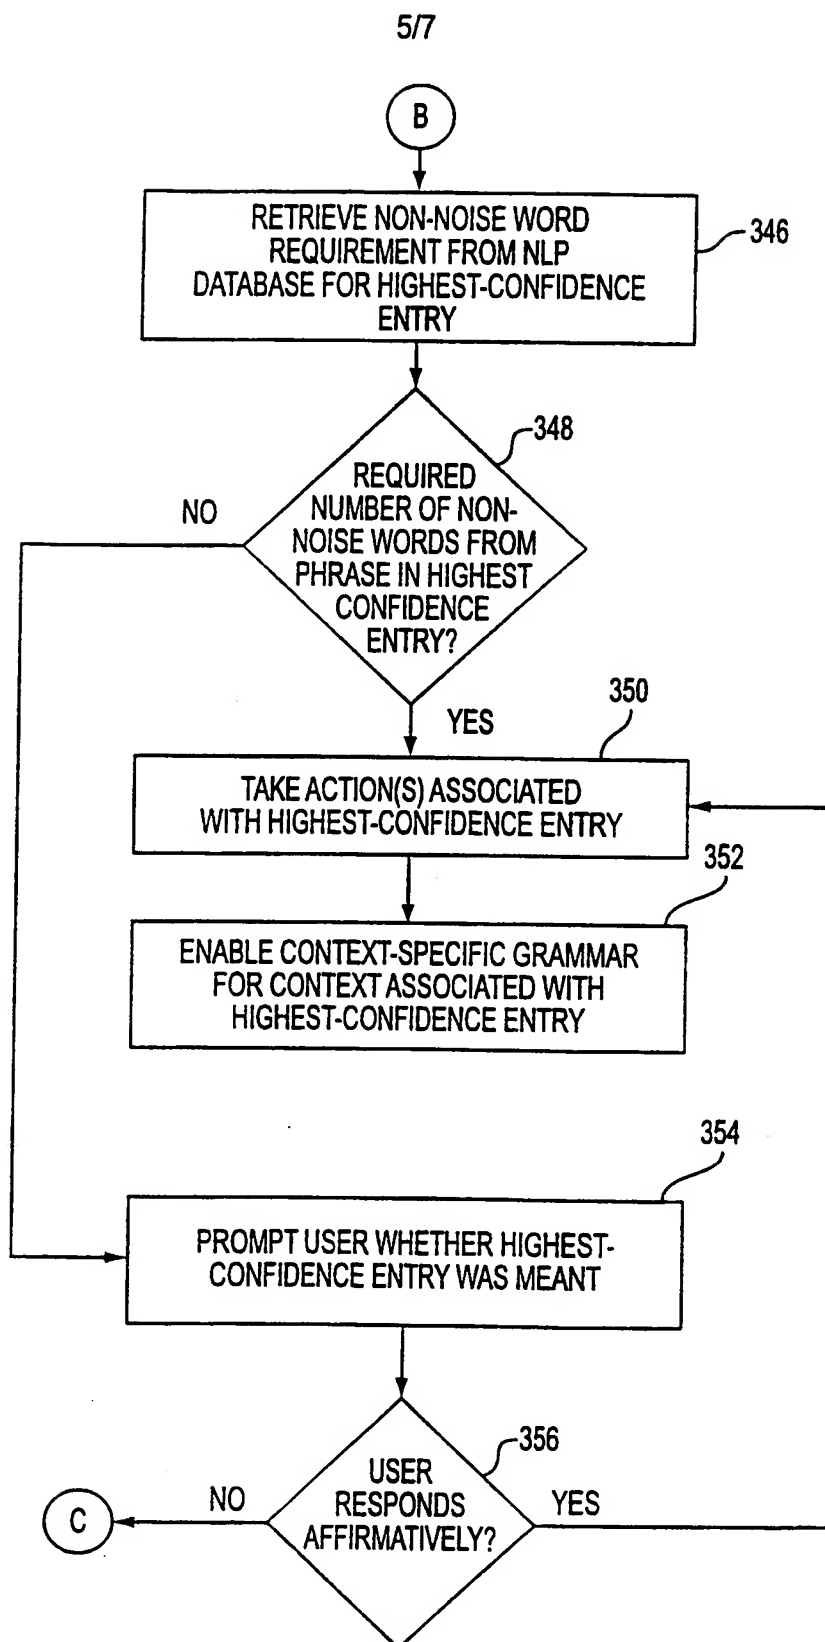 5/7
B
RETRIEVE NON-NOISE WORD
REQUIREMENT FROM NLP
DATABASE FOR HIGHEST-CONFIDENCE
ENTRY
346
348
REQUIRED
NUMBER OF NON-
NOISE WORDS FROM
PHRASE IN HIGHEST
CONFIDENCE
ENTRY?
NO
YES
350
TAKE ACTION(S) ASSOCIATED
WITH HIGHEST-CONFIDENCE ENTRY
352
ENABLE CONTEXT-SPECIFIC GRAMMAR
FOR CONTEXT ASSOCIATED WITH
HIGHEST-CONFIDENCE ENTRY
354
PROMPT USER WHETHER HIGHEST-
CONFIDENCE ENTRY WAS MEANT
356
USER
RESPONDS
AFFIRMATIVELY?
NO
YES
C